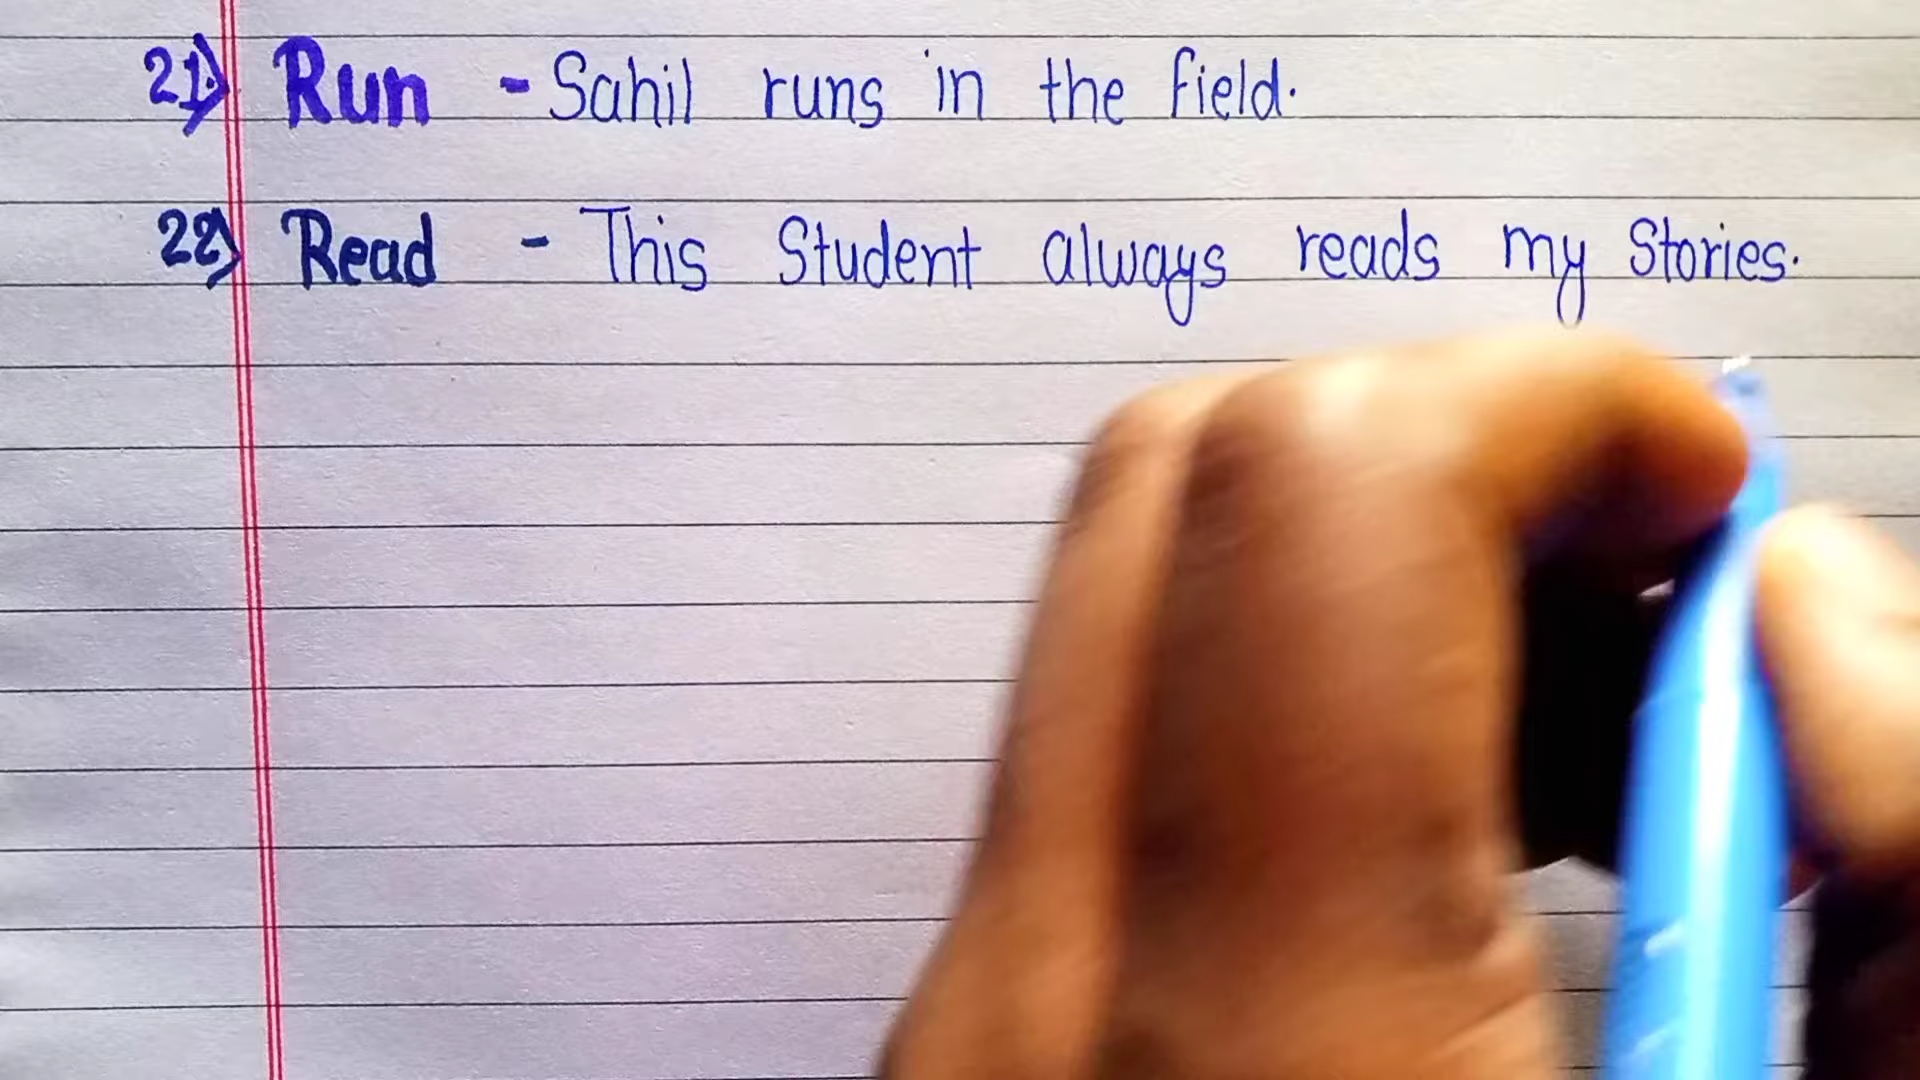 21) Run - Sahil runs in the field.
22) Read - This Student always reads my Stories.